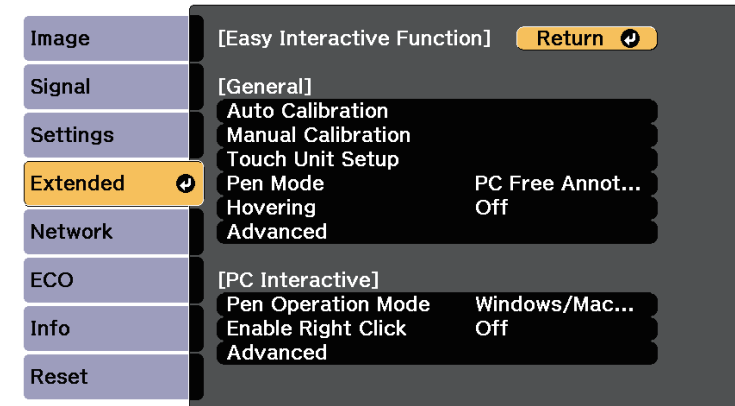 Image
Signal
Settings
Extended
Network
ECO
Info
Reset
[Easy Interactive Function] Return
[General]
Auto Calibration
Manual Calibration
Touch Unit Setup
Pen Mode PC Free Annot...
Hovering Off
Advanced
[PC Interactive]
Pen Operation Mode Windows/Mac...
Enable Right Click Off
Advanced